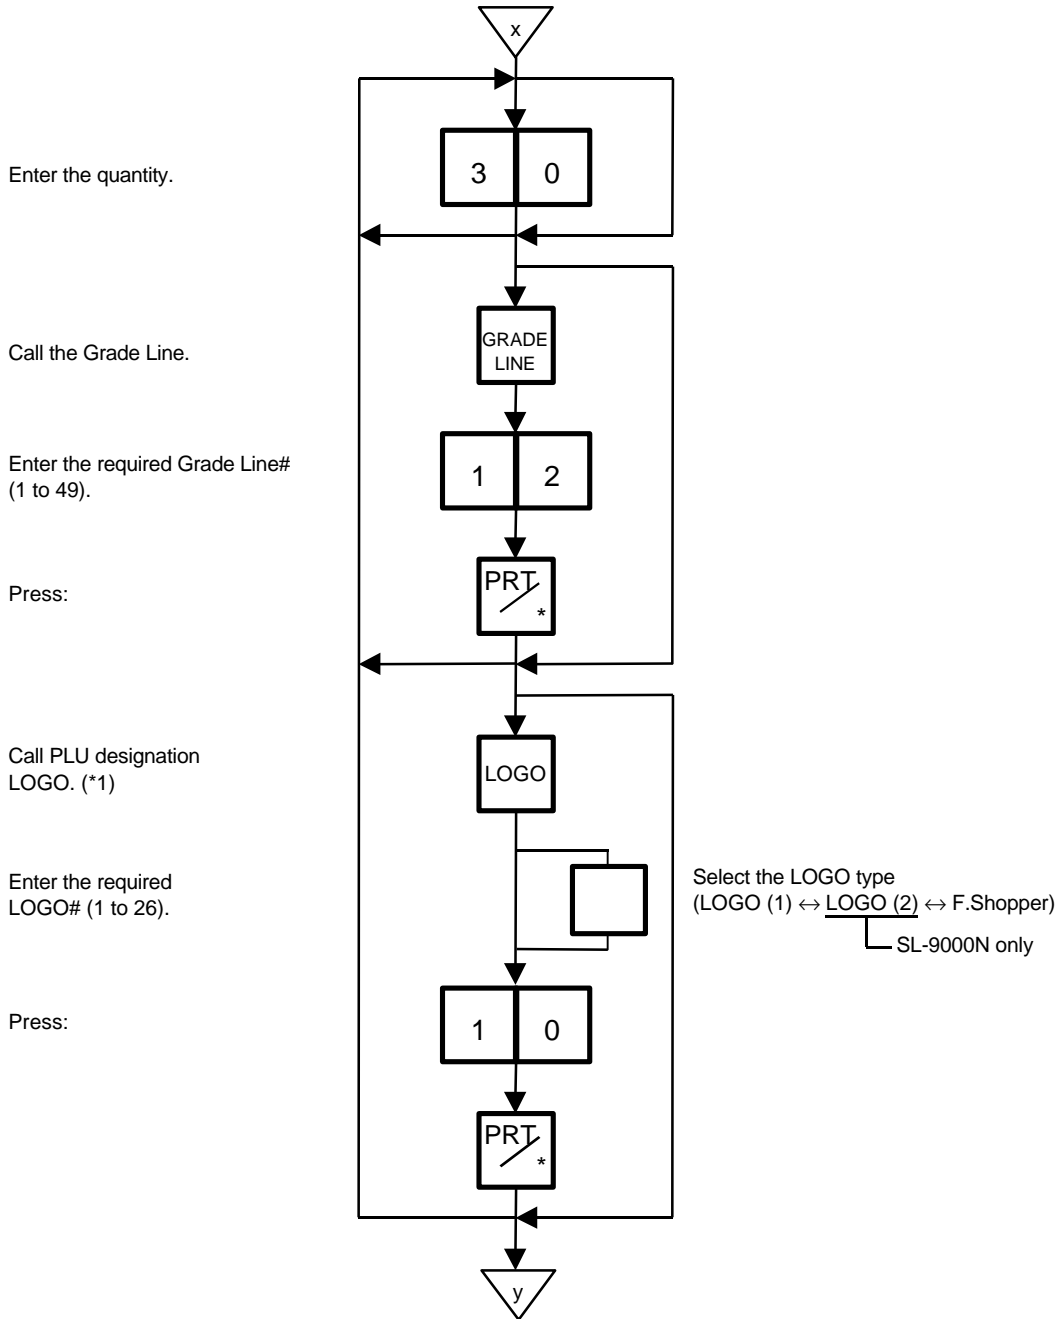 x
Enter the quantity.
3 0
Call the Grade Line.
GRADE
LINE
Enter the required Grade Line#
(1 to 49).
1 2
Press:
PRT
*
Call PLU designation
LOGO. (*1)
LOGO
Enter the required
LOGO# (1 to 26).
Select the LOGO type
(LOGO (1) ↔ LOGO (2) ↔ F.Shopper)
SL-9000N only
Press:
1 0
PRT
*
y